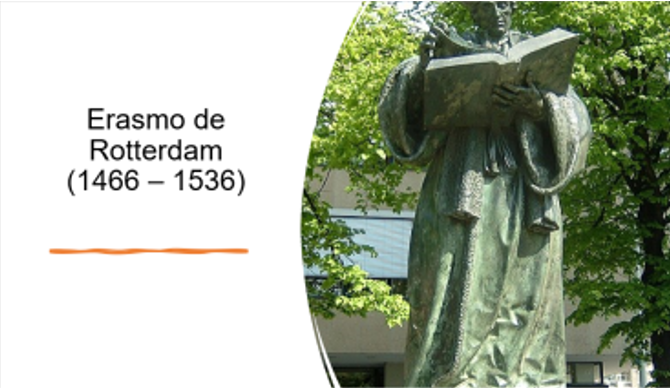 Erasmo de
Rotterdam
(1466 – 1536)